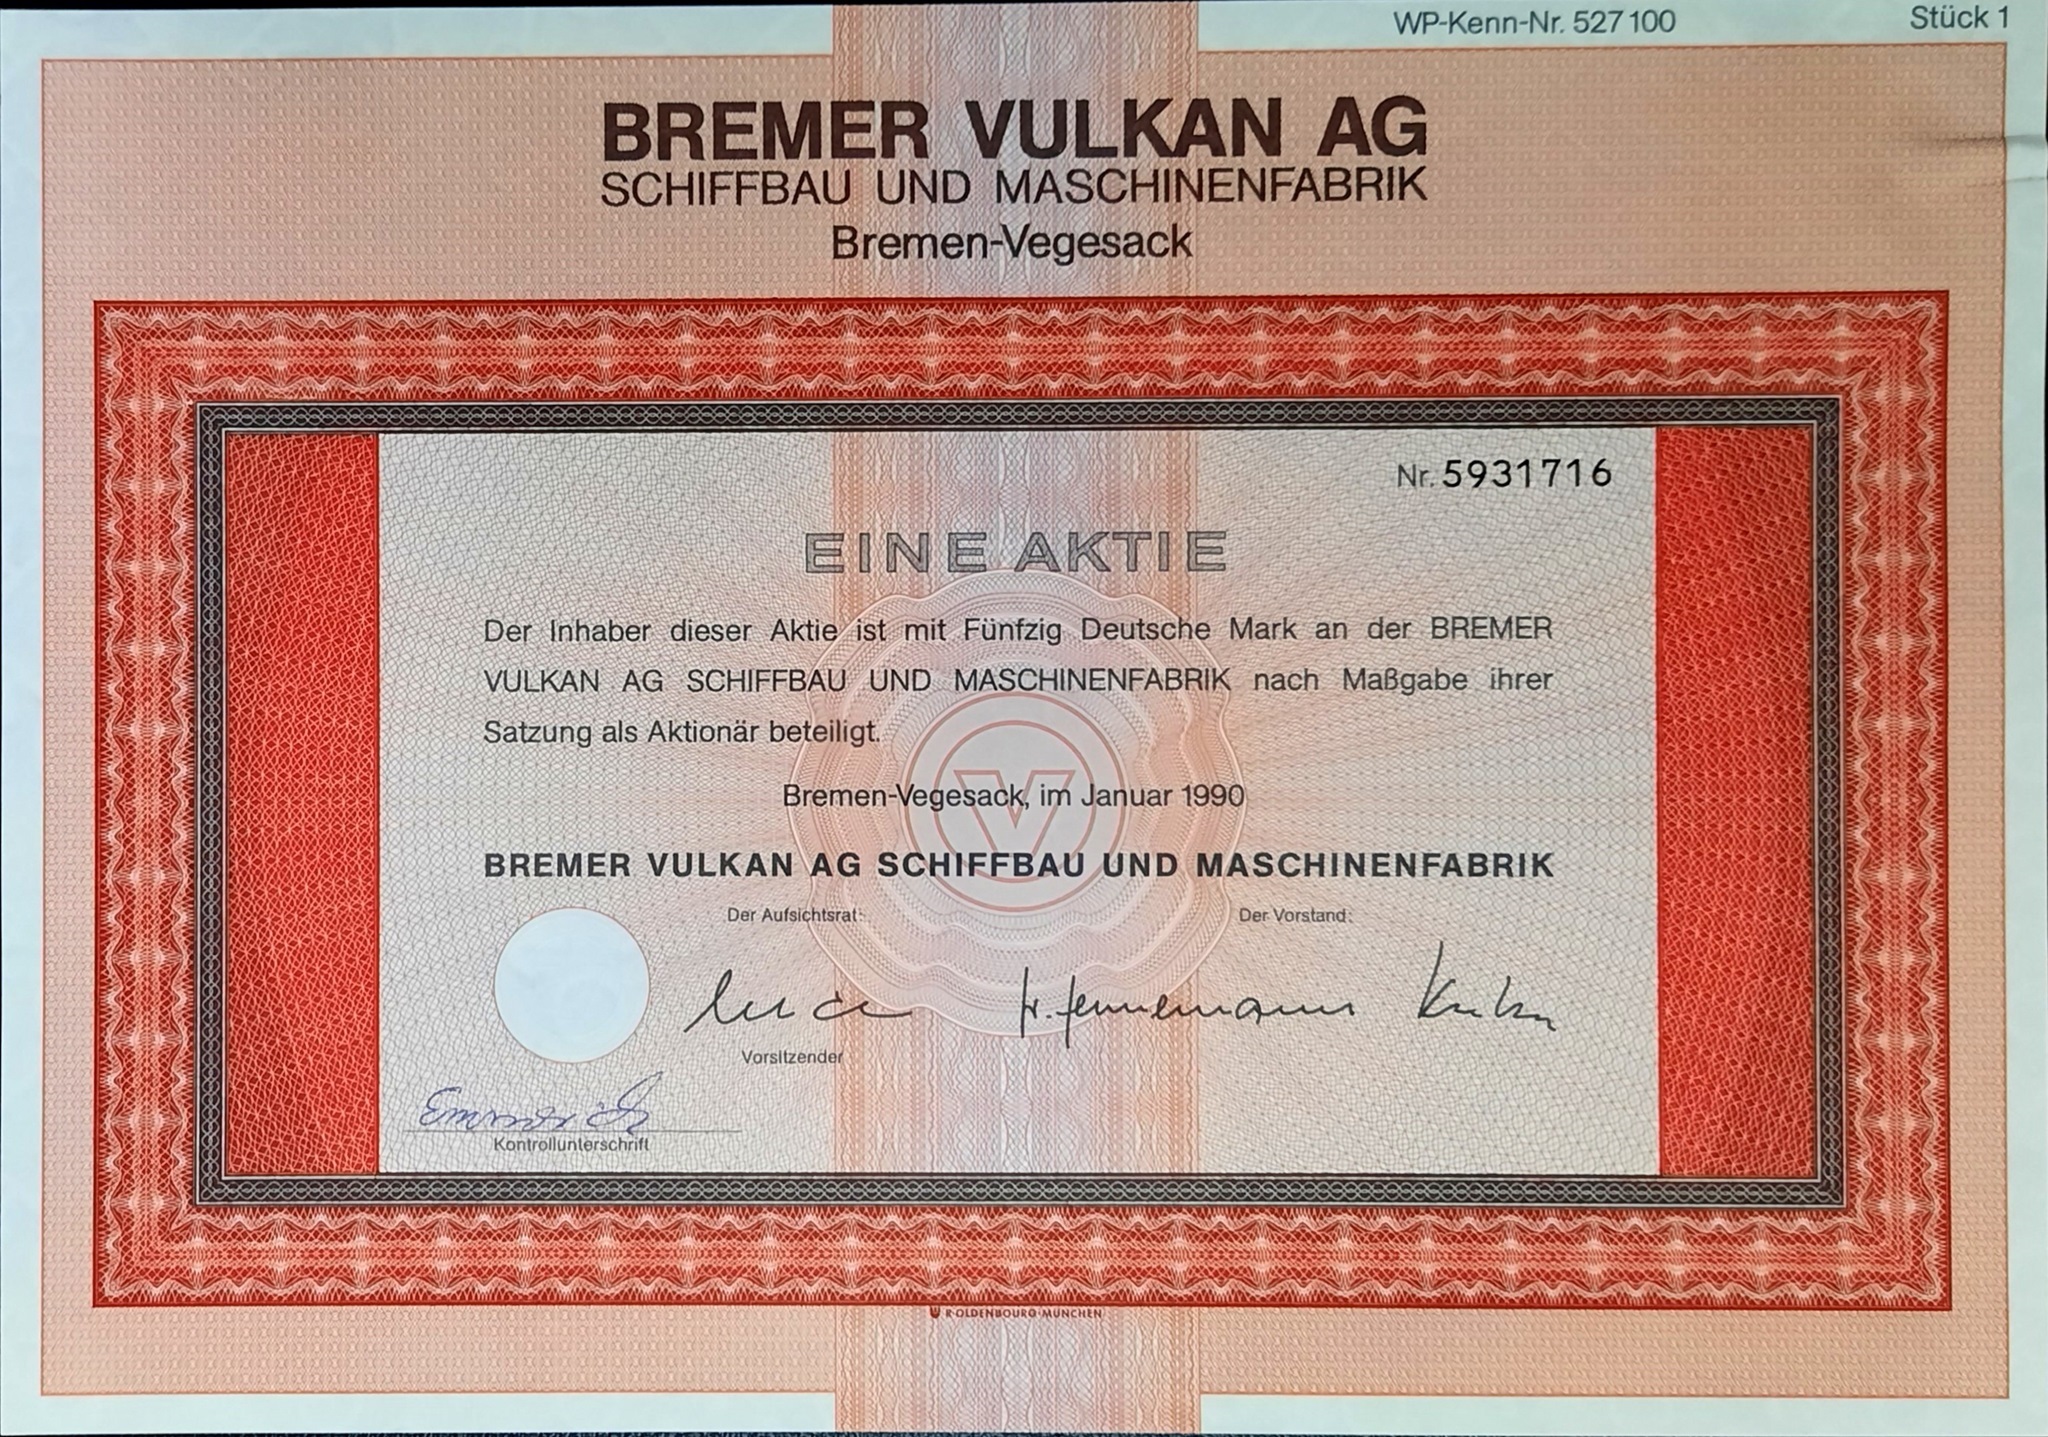 WP-Kenn-Nr. 527100
Stück 1
BREMER VULKAN AG
SCHIFFBAU UND MASCHINENFABRIK
Bremen-Vegesack
Nr. 5931716
EINE AKTIE
Der Inhaber dieser Aktie ist mit Fünfzig Deutsche Mark an der BREMER
VULKAN AG SCHIFFBAU UND MASCHINENFABRIK nach Maßgabe ihrer
Satzung als Aktionär beteiligt.
Bremen-Vegesack, im Januar 1990
V
BREMER VULKAN AG SCHIFFBAU UND MASCHINENFABRIK
Der Aufsichtsrat:
Der Vorstand:
Hennemann
Vorsitzender
Kontrollunterschrift
R·OLDENBOURG·MÜNCHEN